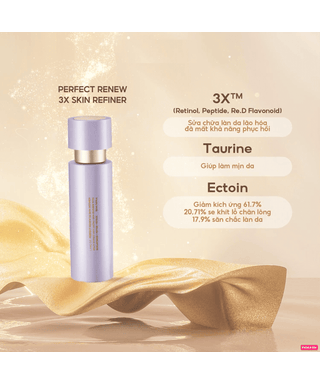 PERFECT RENEW
3X SKIN REFINER
3X™
(Retinol, Peptide, Re.D Flavonoid)
Sửa chữa làn da lão hóa
đã mất khả năng phục hồi
Taurine
Giúp làm mịn da
Ectoin
Giảm kích ứng 61.7%
20.71% se khít lỗ chân lông
17.9% săn chắc làn da